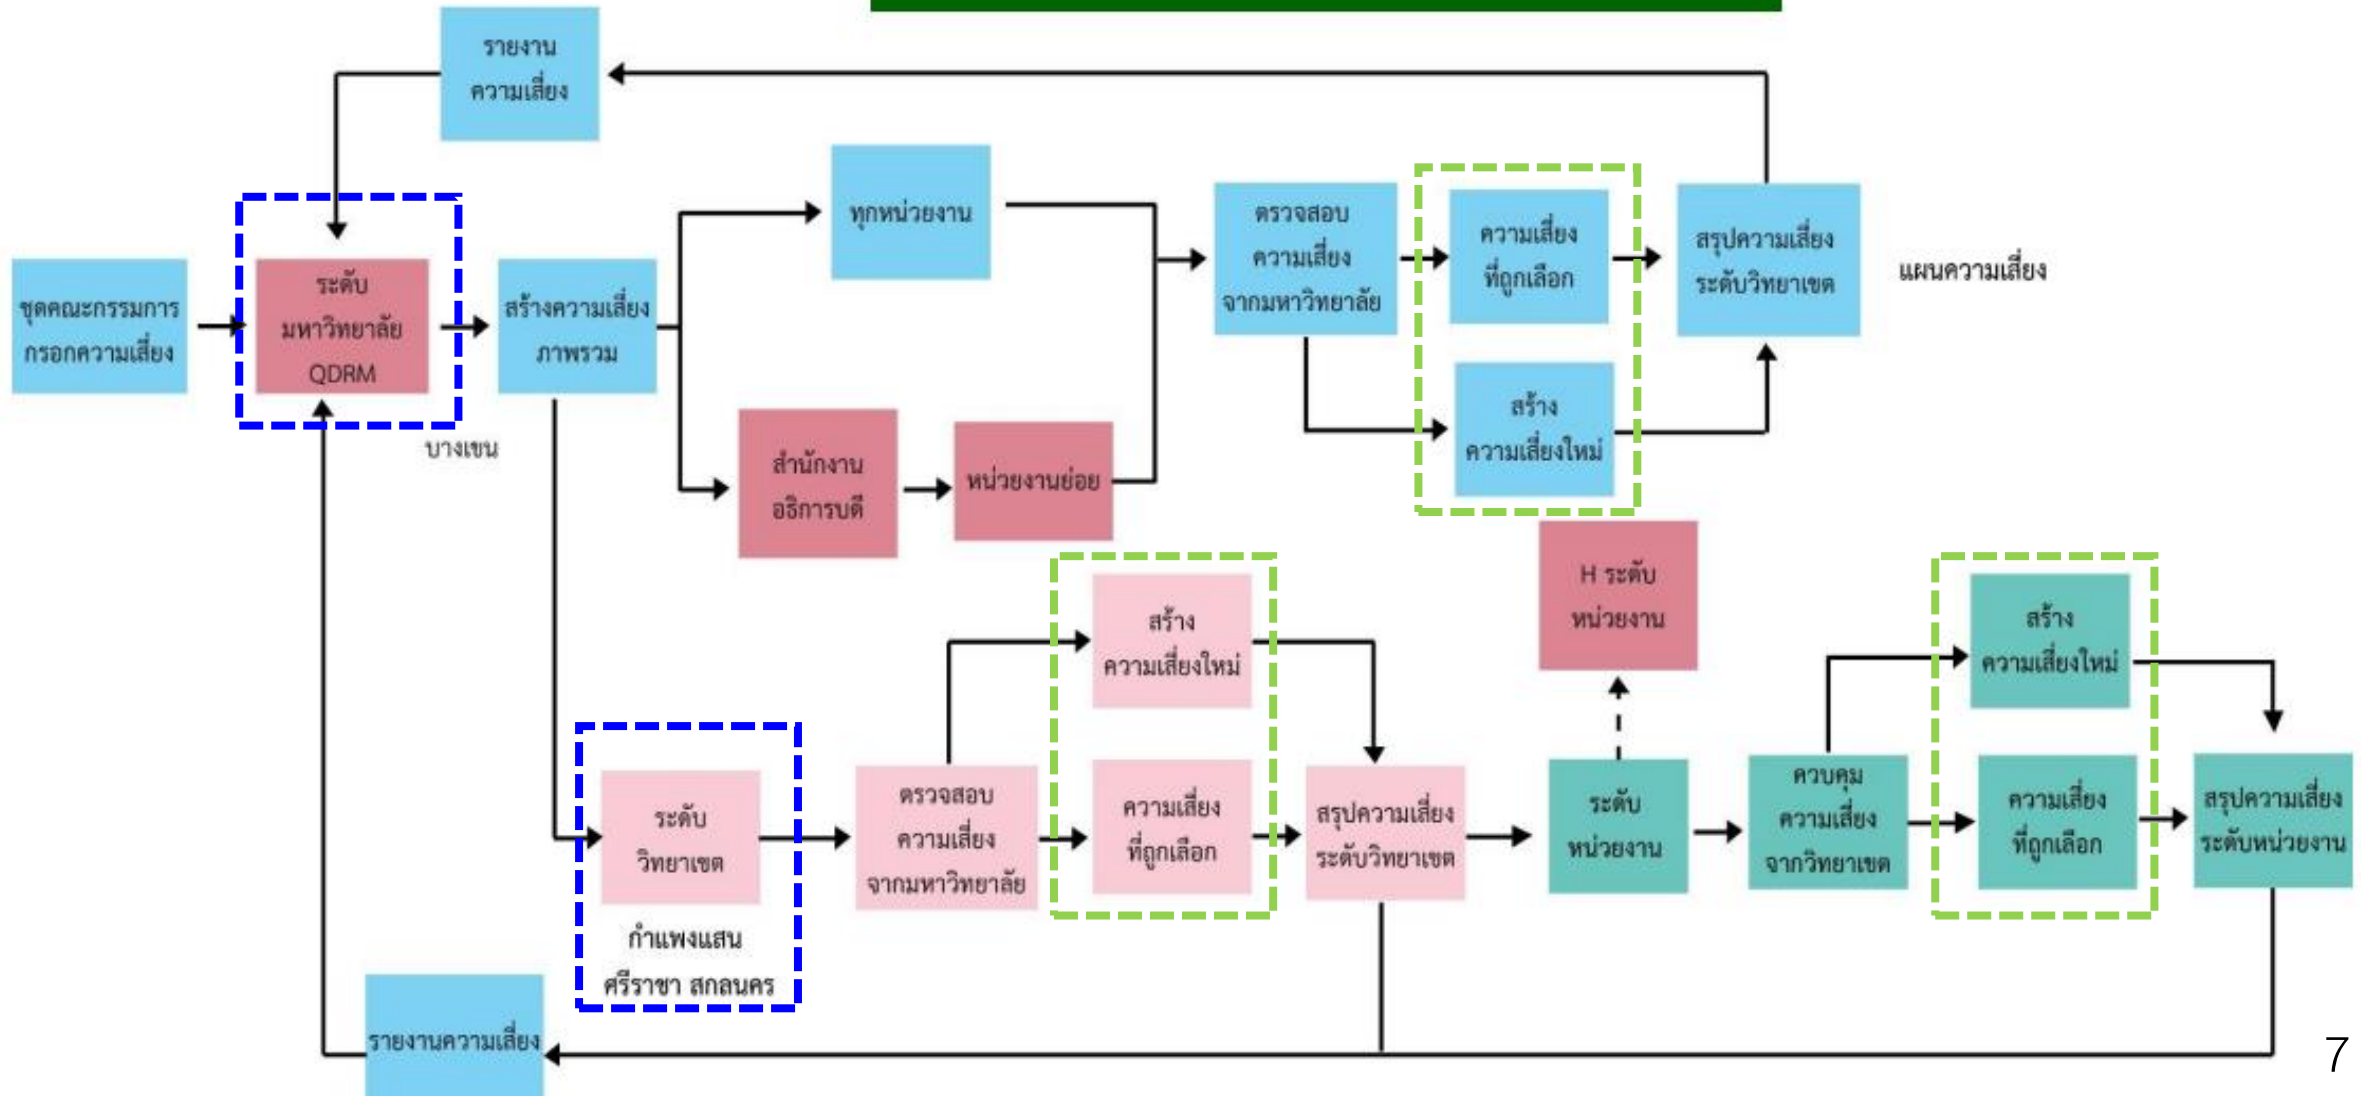 รายงาน
ความเสี่ยง
ชุดคณะกรรมการ
กรอกความเสี่ยง
ระดับ
มหาวิทยาลัย
QDRM
บางเขน
สร้างความเสี่ยง
ภาพรวม
ทุกหน่วยงาน
สำนักงาน
อธิการบดี
หน่วยงานย่อย
ตรวจสอบ
ความเสี่ยง
จากมหาวิทยาลัย
ความเสี่ยง
ที่ถูกเลือก
สร้าง
ความเสี่ยงใหม่
สรุปความเสี่ยง
ระดับวิทยาเขต
แผนความเสี่ยง
ระดับ
วิทยาเขต
กำแพงแสน
ศรีราชา สกลนคร
ตรวจสอบ
ความเสี่ยง
จากมหาวิทยาลัย
สร้าง
ความเสี่ยงใหม่
ความเสี่ยง
ที่ถูกเลือก
สรุปความเสี่ยง
ระดับวิทยาเขต
H ระดับ
หน่วยงาน
ระดับ
หน่วยงาน
ควบคุม
ความเสี่ยง
จากวิทยาเขต
สร้าง
ความเสี่ยงใหม่
ความเสี่ยง
ที่ถูกเลือก
สรุปความเสี่ยง
ระดับหน่วยงาน
รายงานความเสี่ยง
7